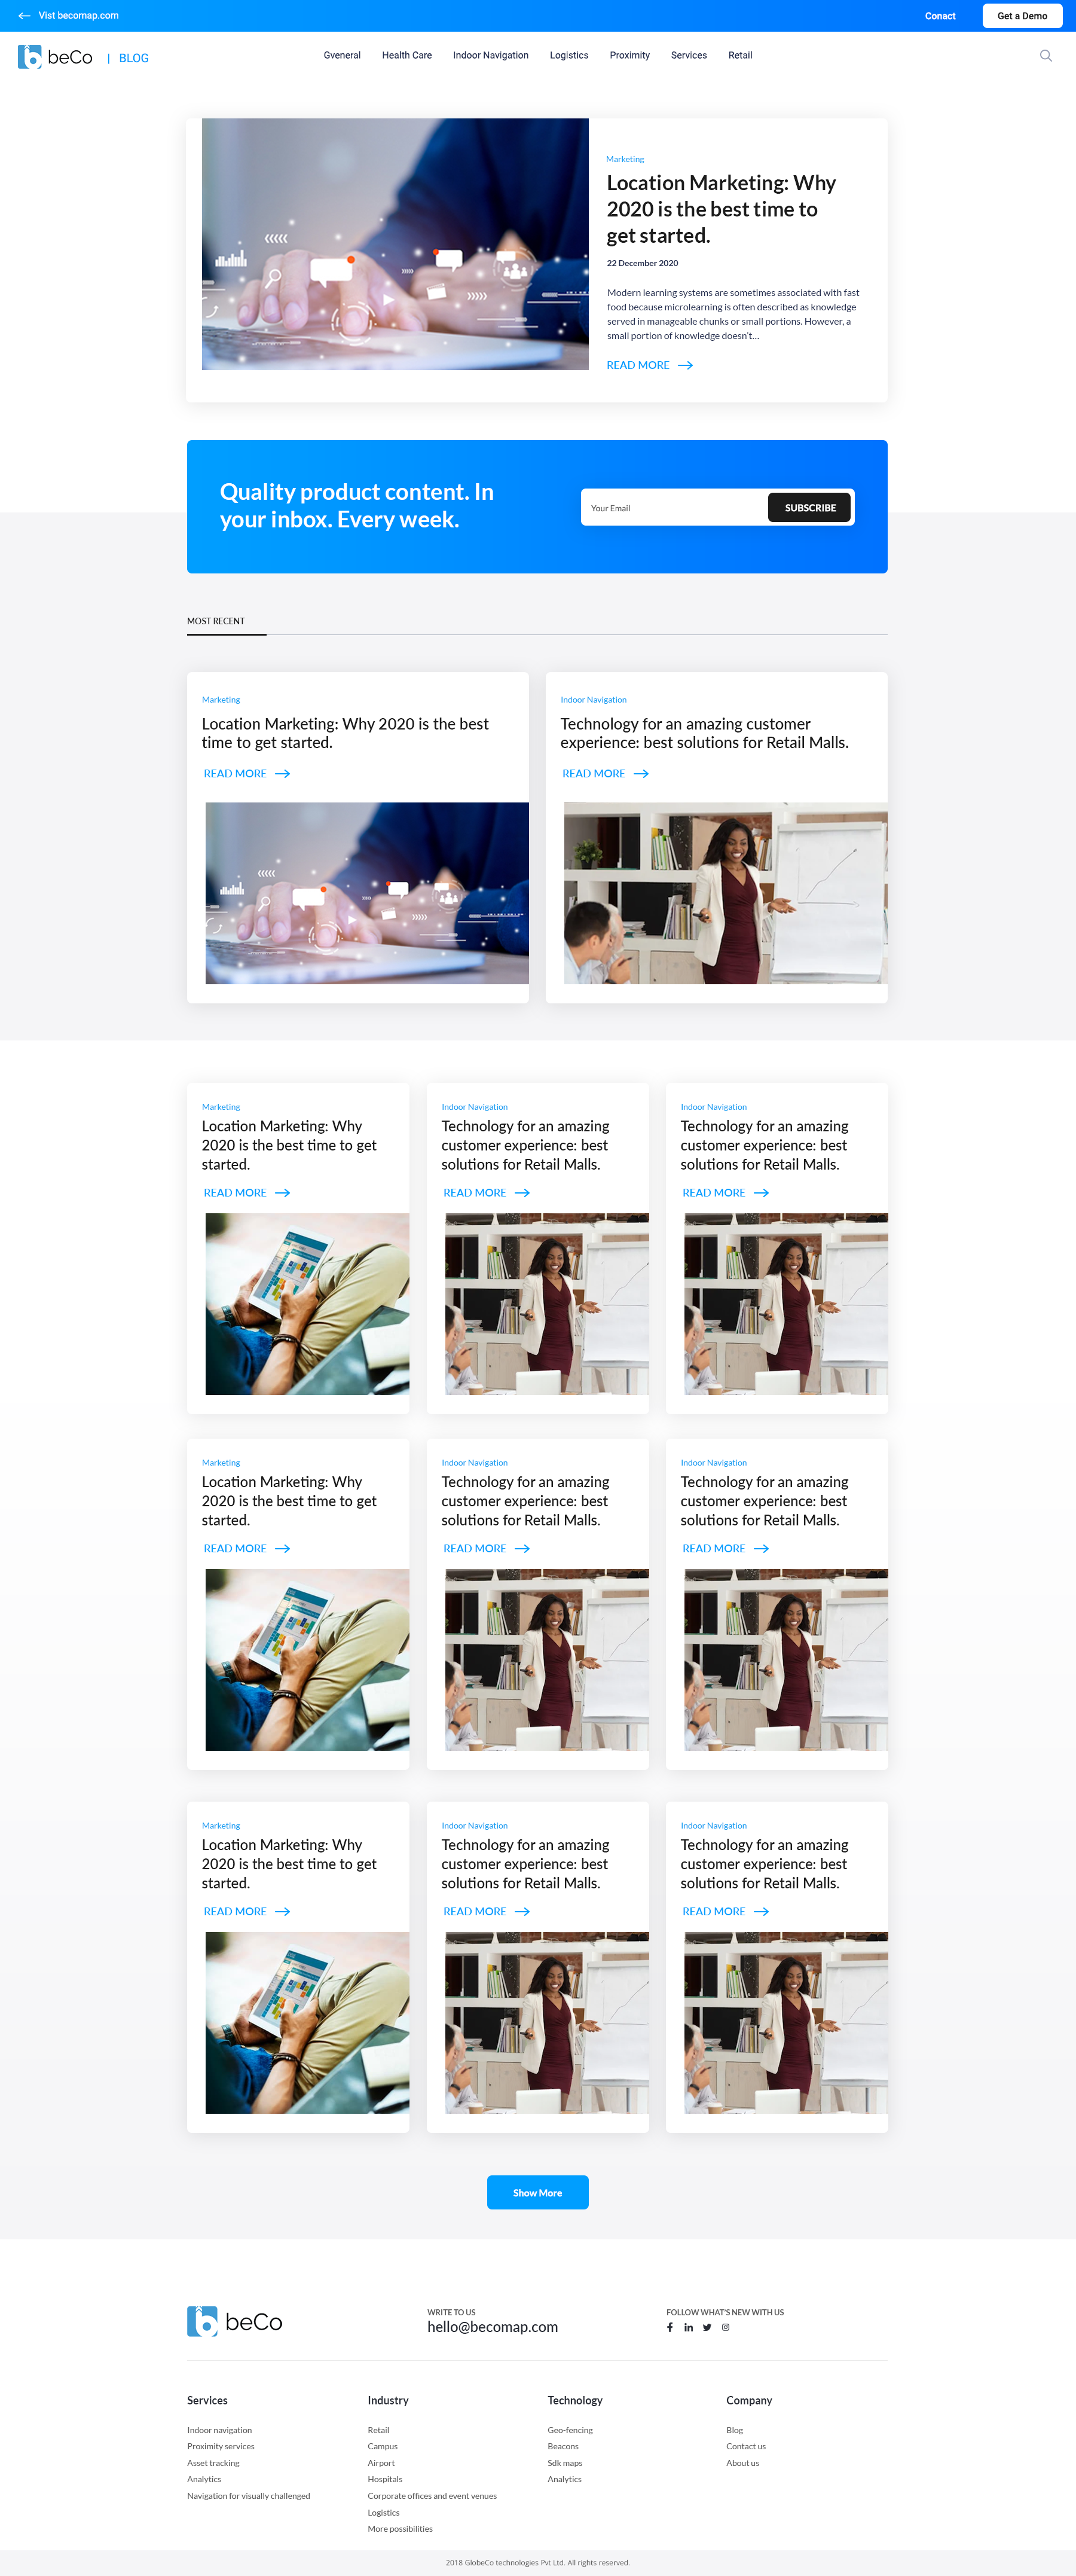 Vist becomap.com
Conact
Get a Demo
beCo | BLOG
Gveneral
Health Care
Indoor Navigation
Logistics
Proximity
Services
Retail
Marketing
Location Marketing: Why
2020 is the best time to
get started.
22 December 2020
Modern learning systems are sometimes associated with fast
food because microlearning is often described as knowledge
served in manageable chunks or small portions. However, a
small portion of knowledge doesn't...
READ MORE
Quality product content. In
your inbox. Every week.
Your Email
SUBSCRIBE
MOST RECENT
Marketing
Location Marketing: Why 2020 is the best
time to get started.
READ MORE
Indoor Navigation
Technology for an amazing customer
experience: best solutions for Retail Malls.
READ MORE
Marketing
Location Marketing: Why
2020 is the best time to get
started.
READ MORE
Indoor Navigation
Technology for an amazing
customer experience: best
solutions for Retail Malls.
READ MORE
Indoor Navigation
Technology for an amazing
customer experience: best
solutions for Retail Malls.
READ MORE
Marketing
Location Marketing: Why
2020 is the best time to get
started.
READ MORE
Indoor Navigation
Technology for an amazing
customer experience: best
solutions for Retail Malls.
READ MORE
Indoor Navigation
Technology for an amazing
customer experience: best
solutions for Retail Malls.
READ MORE
Marketing
Location Marketing: Why
2020 is the best time to get
started.
READ MORE
Indoor Navigation
Technology for an amazing
customer experience: best
solutions for Retail Malls.
READ MORE
Indoor Navigation
Technology for an amazing
customer experience: best
solutions for Retail Malls.
READ MORE
Show More
beCo
WRITE TO US
hello@becomap.com
FOLLOW WHAT'S NEW WITH US
Services
Indoor navigation
Proximity services
Asset tracking
Analytics
Navigation for visually challenged
Industry
Retail
Campus
Airport
Hospitals
Corporate offices and event venues
Logistics
More possibilities
Technology
Geo-fencing
Beacons
Sdk maps
Analytics
Company
Blog
Contact us
About us
2018 GlobeCo technologies Pvt Ltd. All rights reserved.